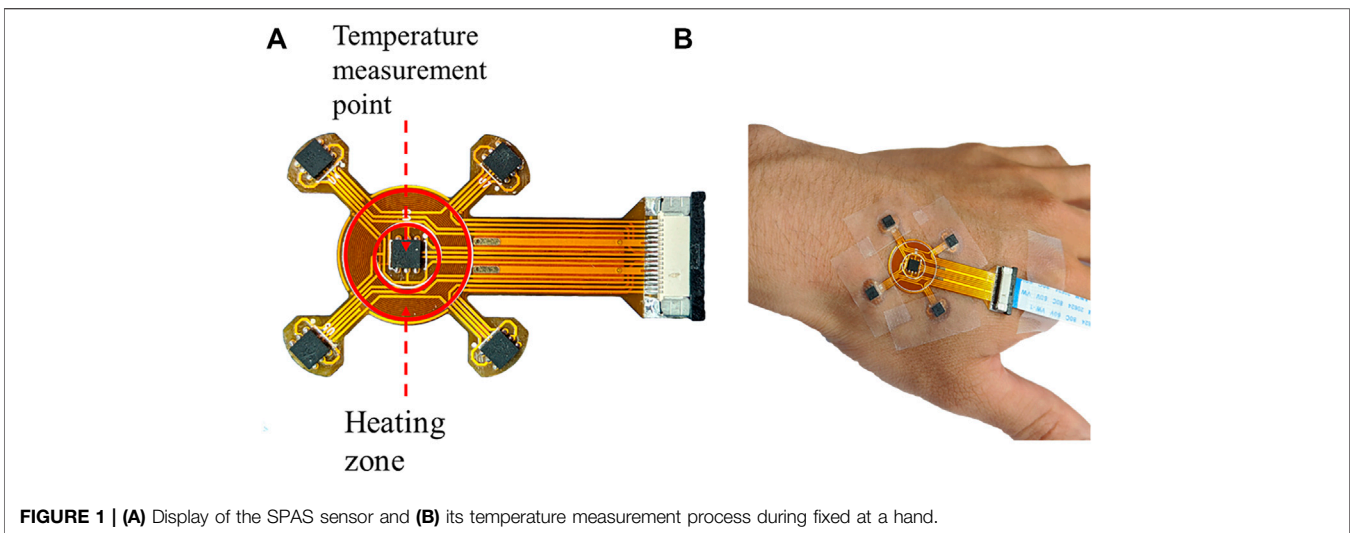 A
Temperature
measurement
point
Heating
zone
B
FIGURE 1 | (A) Display of the SPAS sensor and (B) its temperature measurement process during fixed at a hand.